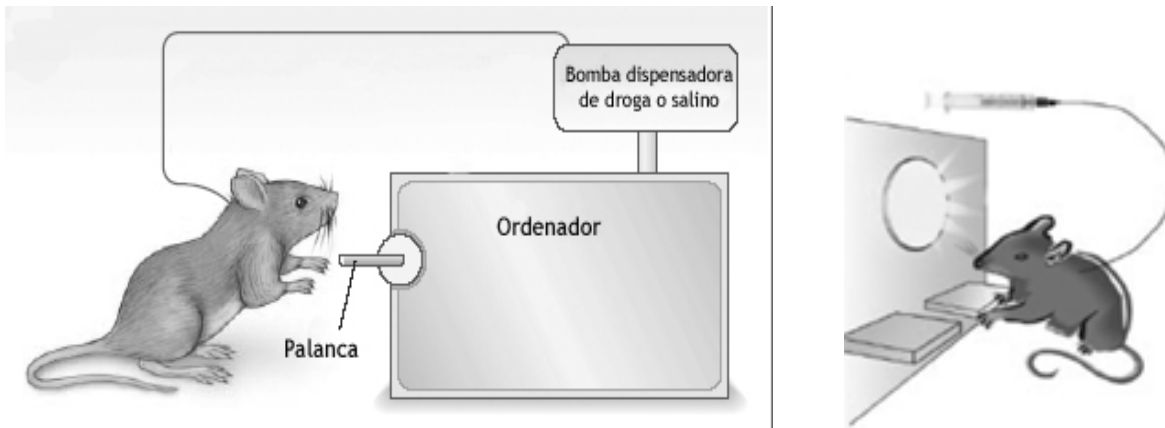 Bomba dispensadora
de droga o salino
Ordenador
Palanca